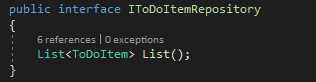 public interface IToDoItemRepository
{
6 references | 0 exceptions
List<ToDoItem> List();
}